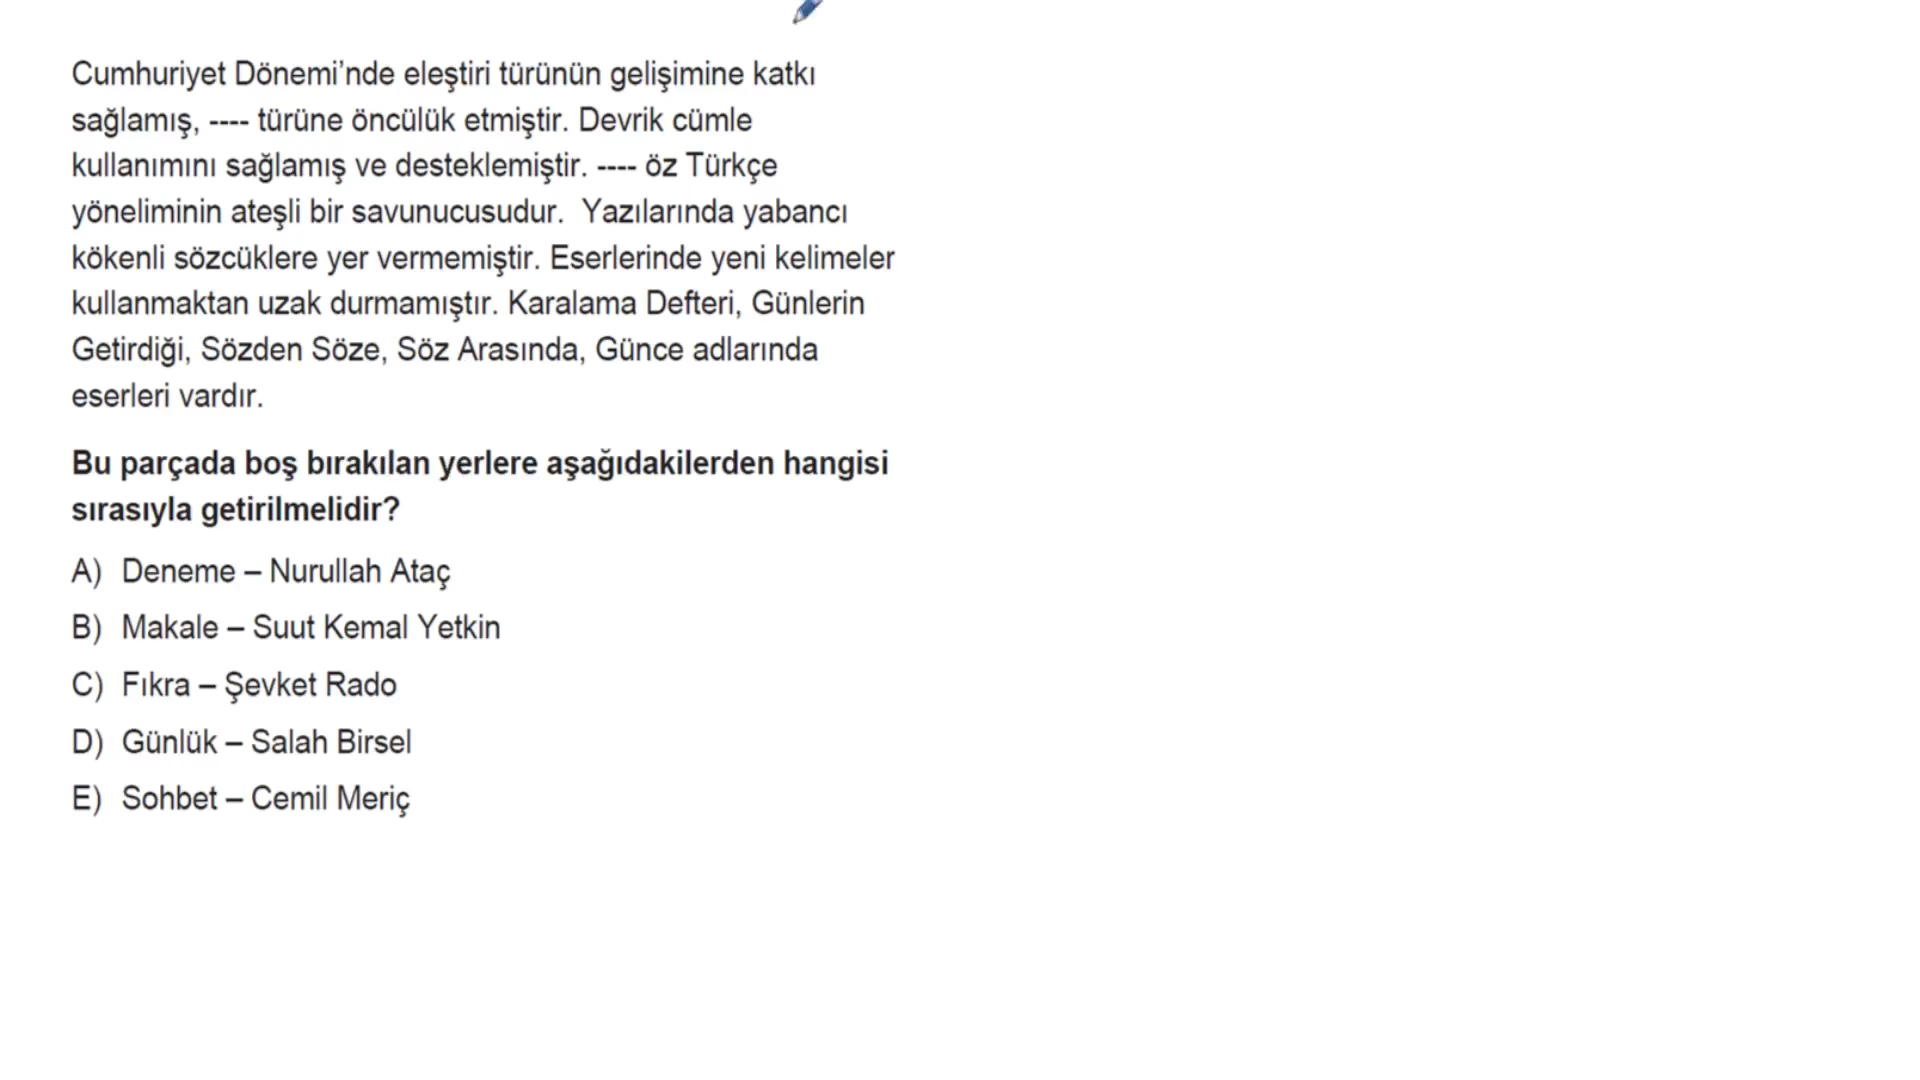 Cumhuriyet Dönemi’nde eleştiri türünün gelişimine katkı
sağlamış, ---- türüne öncülük etmiştir. Devrik cümle
kullanımını sağlamış ve desteklemiştir. ---- öz Türkçe
yöneliminin ateşli bir savunucusudur.  Yazılarında yabancı
kökenli sözcüklere yer vermemiştir. Eserlerinde yeni kelimeler
kullanmaktan uzak durmamıştır. Karalama Defteri, Günlerin
Getirdiği, Sözden Söze, Söz Arasında, Günce adlarında
eserleri vardır.
Bu parçada boş bırakılan yerlere aşağıdakilerden hangisi
sırasıyla getirilmelidir?
A) Deneme – Nurullah Ataç
B) Makale – Suut Kemal Yetkin
C) Fıkra – Şevket Rado
D) Günlük – Salah Birsel
E) Sohbet – Cemil Meriç